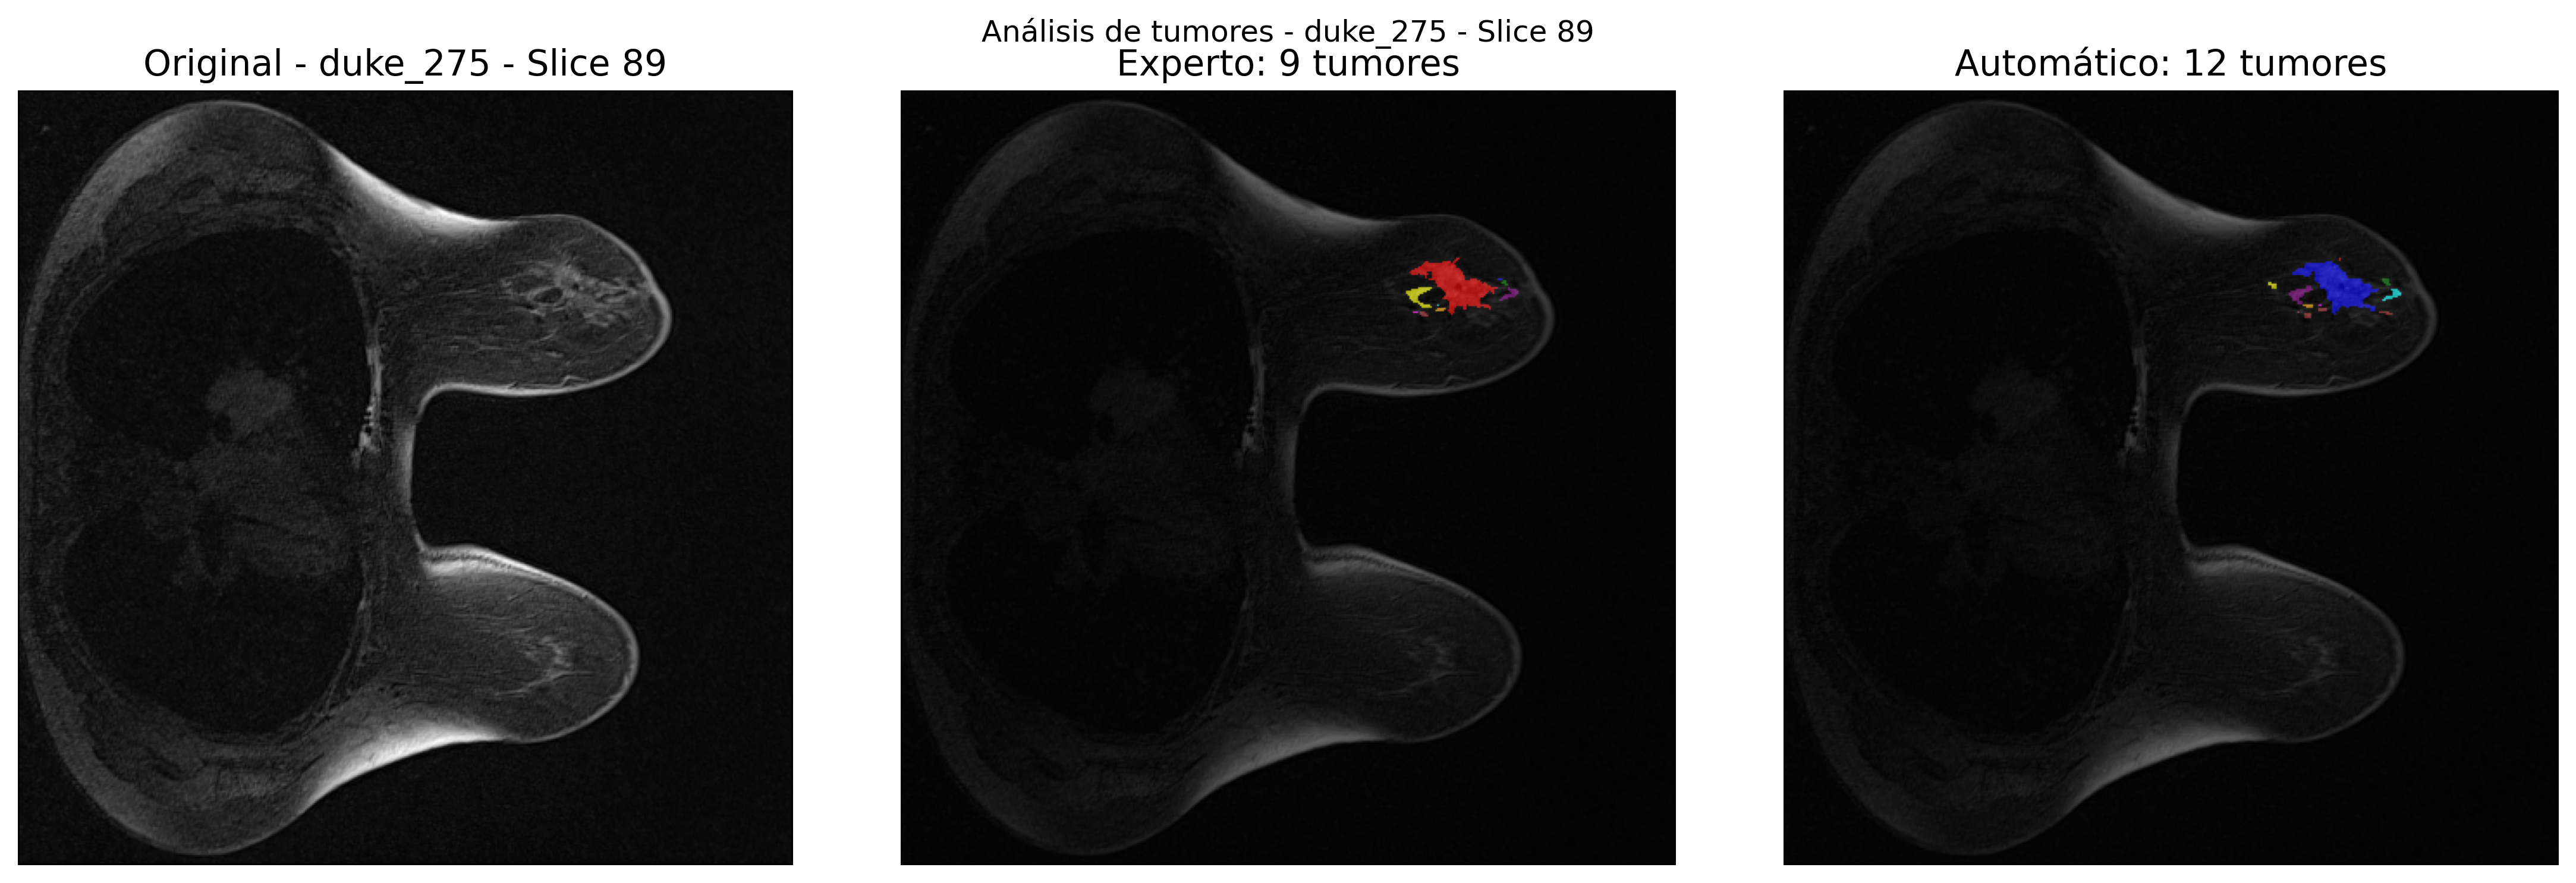 Análisis de tumores - duke_275 - Slice 89
Original - duke_275 - Slice 89
Experto: 9 tumores
Automático: 12 tumores